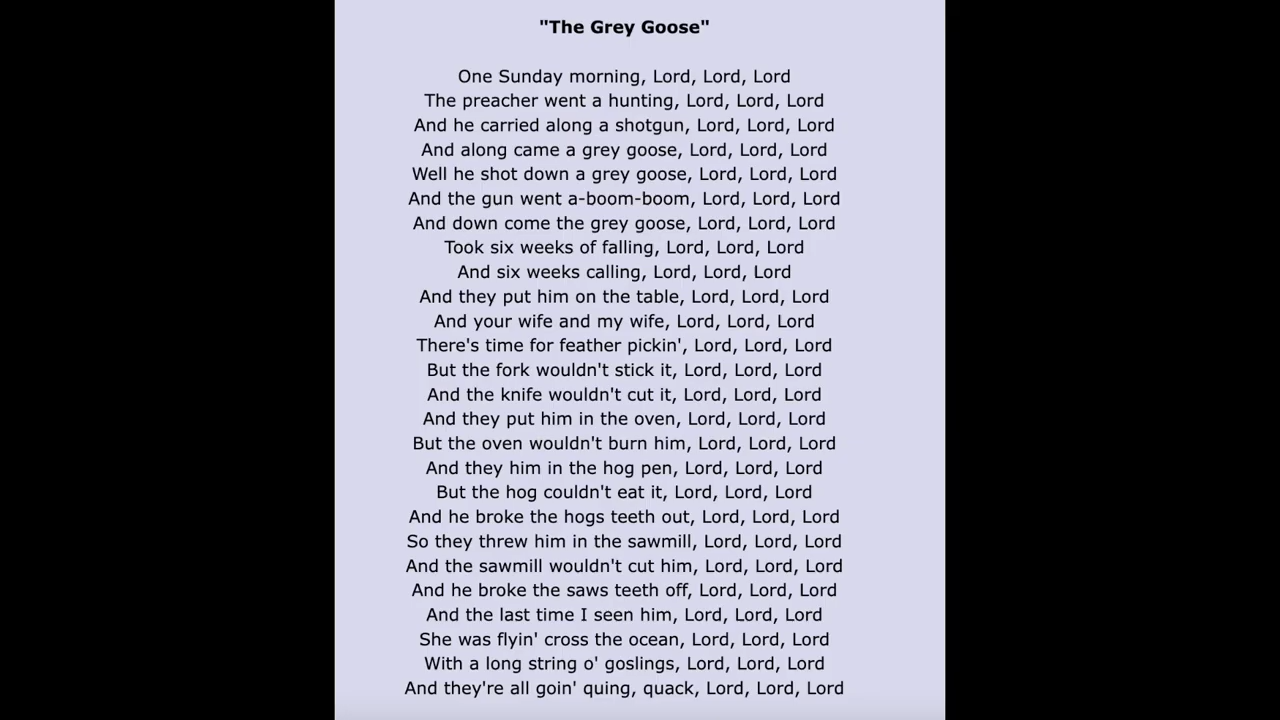 "The Grey Goose"
One Sunday morning, Lord, Lord, Lord
The preacher went a hunting, Lord, Lord, Lord
And he carried along a shotgun, Lord, Lord, Lord
And along came a grey goose, Lord, Lord, Lord
Well he shot down a grey goose, Lord, Lord, Lord
And the gun went a-boom-boom, Lord, Lord, Lord
And down come the grey goose, Lord, Lord, Lord
Took six weeks of falling, Lord, Lord, Lord
And six weeks calling, Lord, Lord, Lord
And they put him on the table, Lord, Lord, Lord
And your wife and my wife, Lord, Lord, Lord
There's time for feather pickin', Lord, Lord, Lord
But the fork wouldn't stick it, Lord, Lord, Lord
And the knife wouldn't cut it, Lord, Lord, Lord
And they put him in the oven, Lord, Lord, Lord
But the oven wouldn't burn him, Lord, Lord, Lord
And they him in the hog pen, Lord, Lord, Lord
But the hog couldn't eat it, Lord, Lord, Lord
And he broke the hogs teeth out, Lord, Lord, Lord
So they threw him in the sawmill, Lord, Lord, Lord
And the sawmill wouldn't cut him, Lord, Lord, Lord
And he broke the saws teeth off, Lord, Lord, Lord
And the last time I seen him, Lord, Lord, Lord
She was flyin' cross the ocean, Lord, Lord, Lord
With a long string o' goslings, Lord, Lord, Lord
And they're all goin' quing, quack, Lord, Lord, Lord